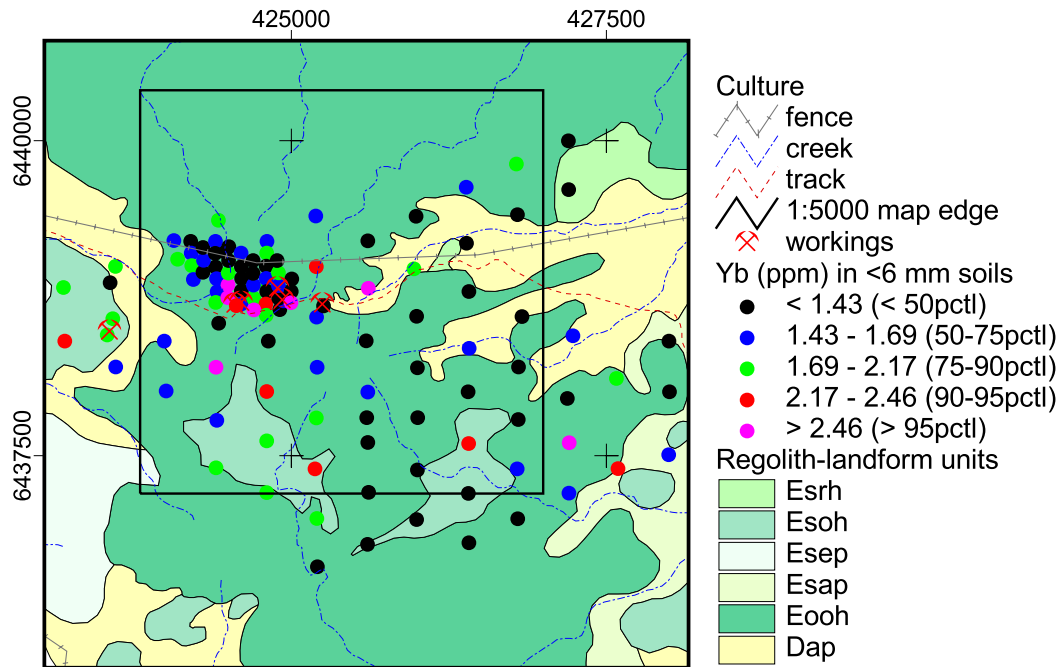 425000 427500
6440000
6437500
Culture
fence
creek
track
1:5000 map edge
workings
Yb (ppm) in <6 mm soils
< 1.43 (< 50pctl)
1.43 - 1.69 (50-75pctl)
1.69 - 2.17 (75-90pctl)
2.17 - 2.46 (90-95pctl)
> 2.46 (> 95pctl)
Regolith-landform units
Esrh
Esoh
Esep
Esap
Eooh
Dap